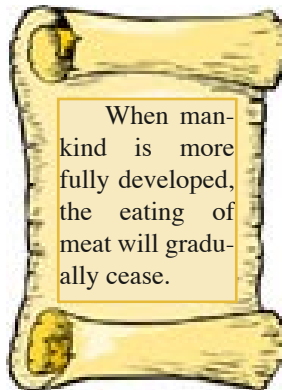 When man-
kind is more
fully developed,
the eating of
meat will gradu-
ally cease.